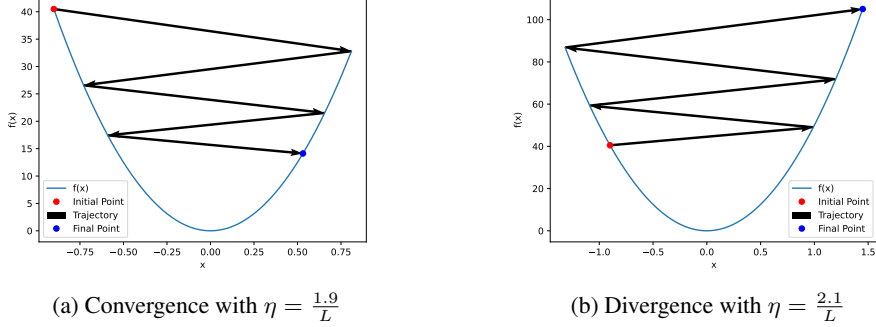 40
35
30
25
20
15
10
5
0
f(x)
−0.75 −0.50 −0.25 0.00 0.25 0.50 0.75
x
f(x)
Initial Point
Trajectory
Final Point
(a) Convergence with η = 1.9/L
100
80
60
40
20
0
f(x)
−1.0 −0.5 0.0 0.5 1.0 1.5
x
f(x)
Initial Point
Trajectory
Final Point
(b) Divergence with η = 2.1/L